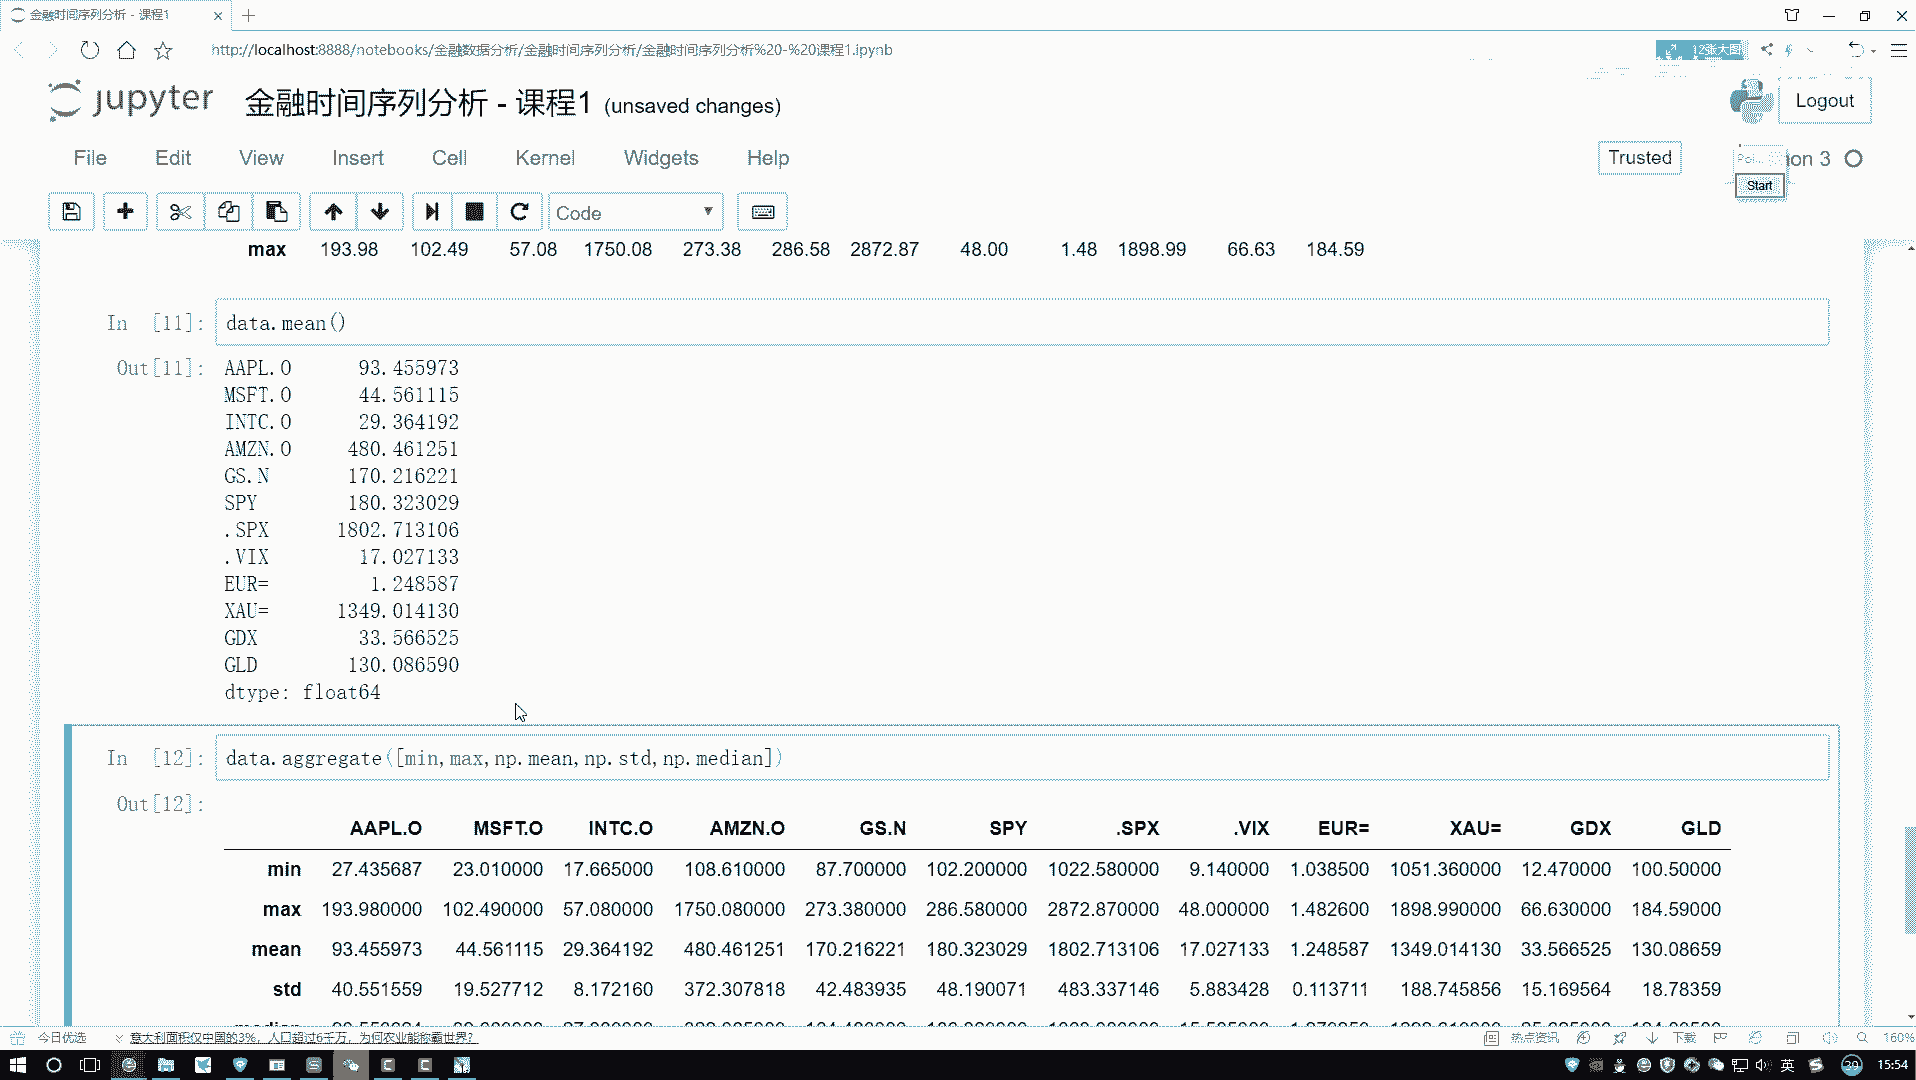 金融时间序列分析 - 课程1
http://localhost:8888/notebooks/金融数据分析/金融时间序列分析/金融时间序列分析%20-%20课程1.ipynb
12张大图
jupyter 金融时间序列分析 - 课程1 (unsaved changes)
Logout
File Edit View Insert Cell Kernel Widgets Help
Trusted
on 3
Start
Code
max 193.98 102.49 57.08 1750.08 273.38 286.58 2872.87 48.00 1.48 1898.99 66.63 184.59
In [11]: data.mean()
Out[11]: AAPL.O 93.455973
MSFT.O 44.561115
INTC.O 29.364192
AMZN.O 480.461251
GS.N 170.216221
SPY 180.323029
.SPX 1802.713106
.VIX 17.027133
EUR= 1.248587
XAU= 1349.014130
GDX 33.566525
GLD 130.086590
dtype: float64
In [12]: data.aggregate([min,max,np.mean,np.std,np.median])
Out[12]:
AAPL.O MSFT.O INTC.O AMZN.O GS.N SPY .SPX .VIX EUR= XAU= GDX GLD
min 27.435687 23.010000 17.665000 108.610000 87.700000 102.200000 1022.580000 9.140000 1.038500 1051.360000 12.470000 100.50000
max 193.980000 102.490000 57.080000 1750.080000 273.380000 286.580000 2872.870000 48.000000 1.482600 1898.990000 66.630000 184.59000
mean 93.455973 44.561115 29.364192 480.461251 170.216221 180.323029 1802.713106 17.027133 1.248587 1349.014130 33.566525 130.08659
std 40.551559 19.527712 8.172160 372.307818 42.483935 48.190071 483.337146 5.883428 0.113711 188.745856 15.169564 18.78359
今日优选 意大利面积仅中国的3%，人口超过6千万，为何农业能称霸世界？
热点资讯 下载 160%
英 29 15:54